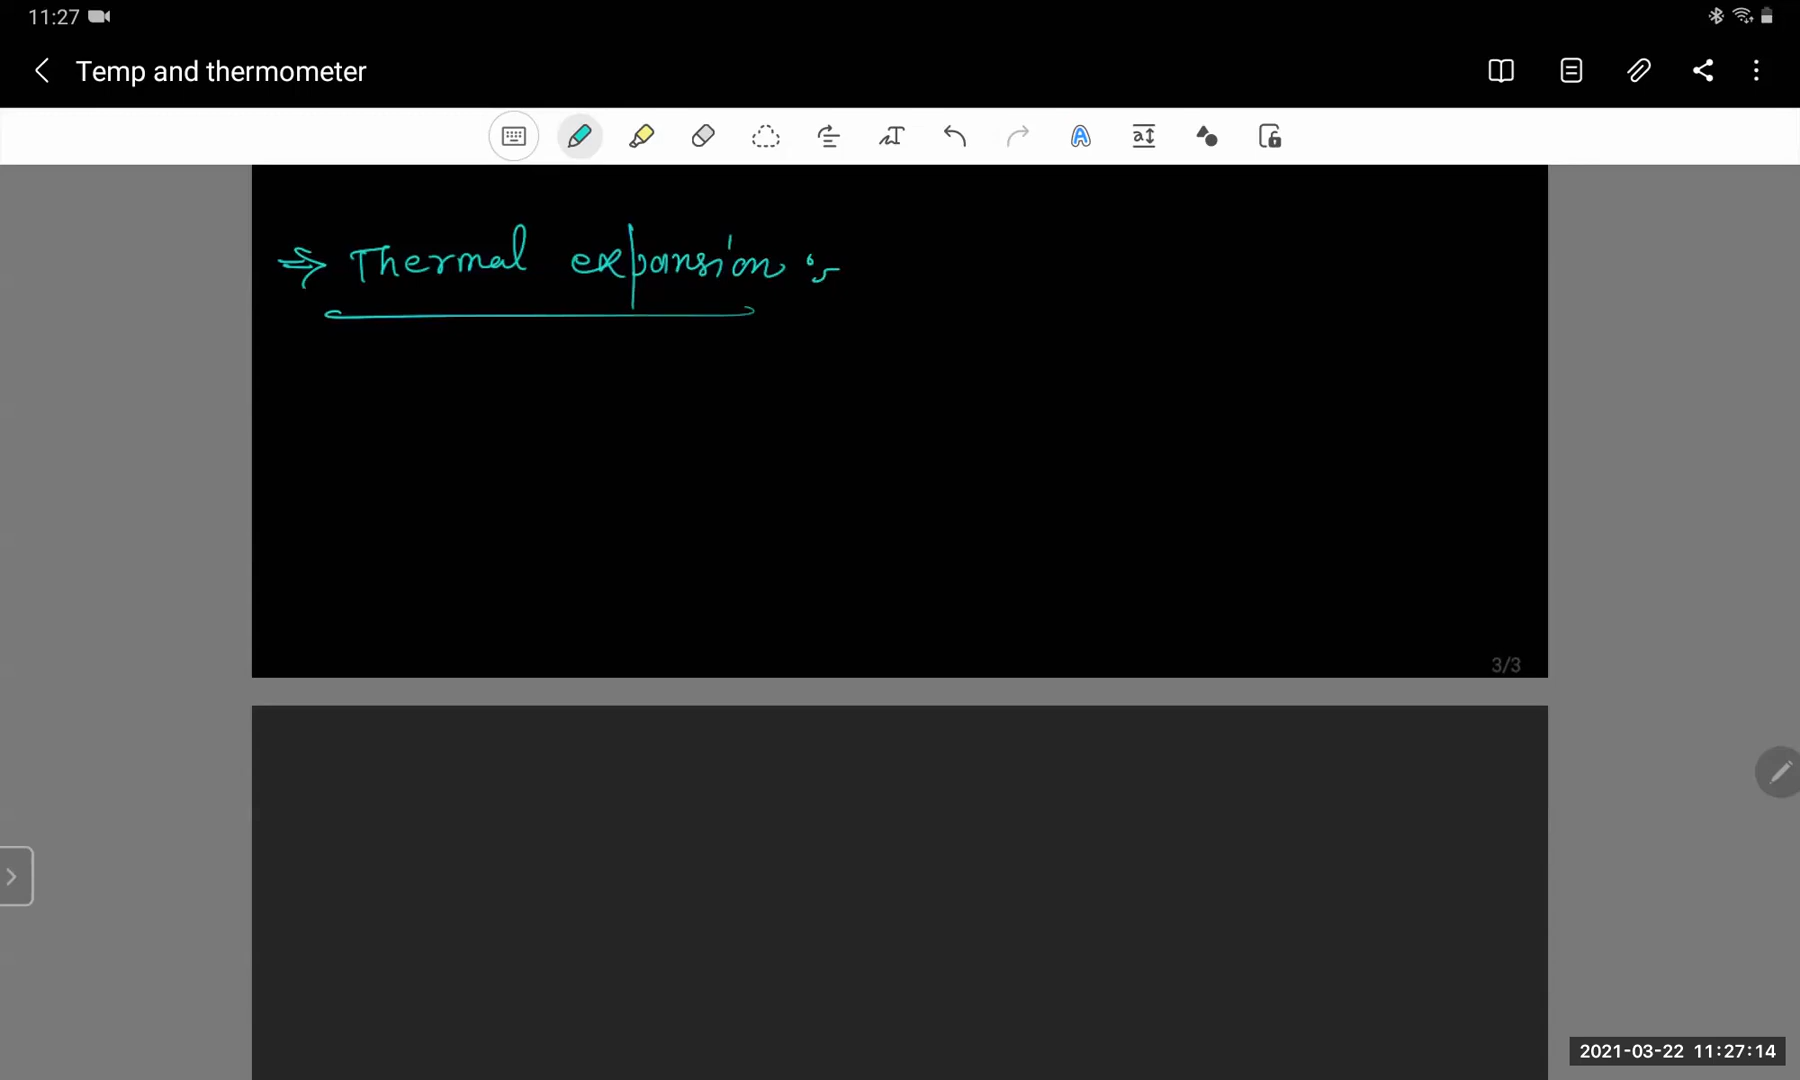 11:27
Temp and thermometer
⇒ Thermal expansion :-
3/3
2021-03-22 11:27:14